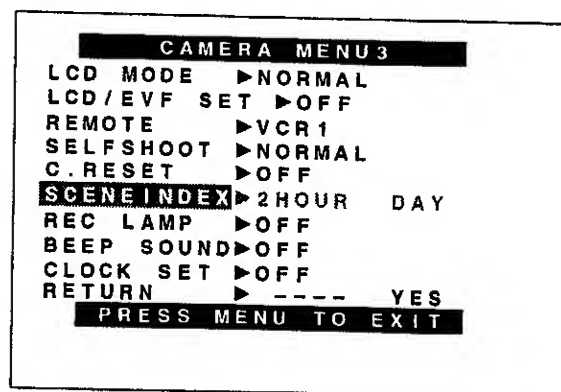 CAMERA MENU3
LCD MODE ▶NORMAL
LCD/EVF SET ▶OFF
REMOTE ▶VCR1
SELFSHOOT ▶NORMAL
C.RESET ▶OFF
SCENEINDEX▶2HOUR DAY
REC LAMP ▶OFF
BEEP SOUND▶OFF
CLOCK SET ▶OFF
RETURN ▶ ---- YES
PRESS MENU TO EXIT